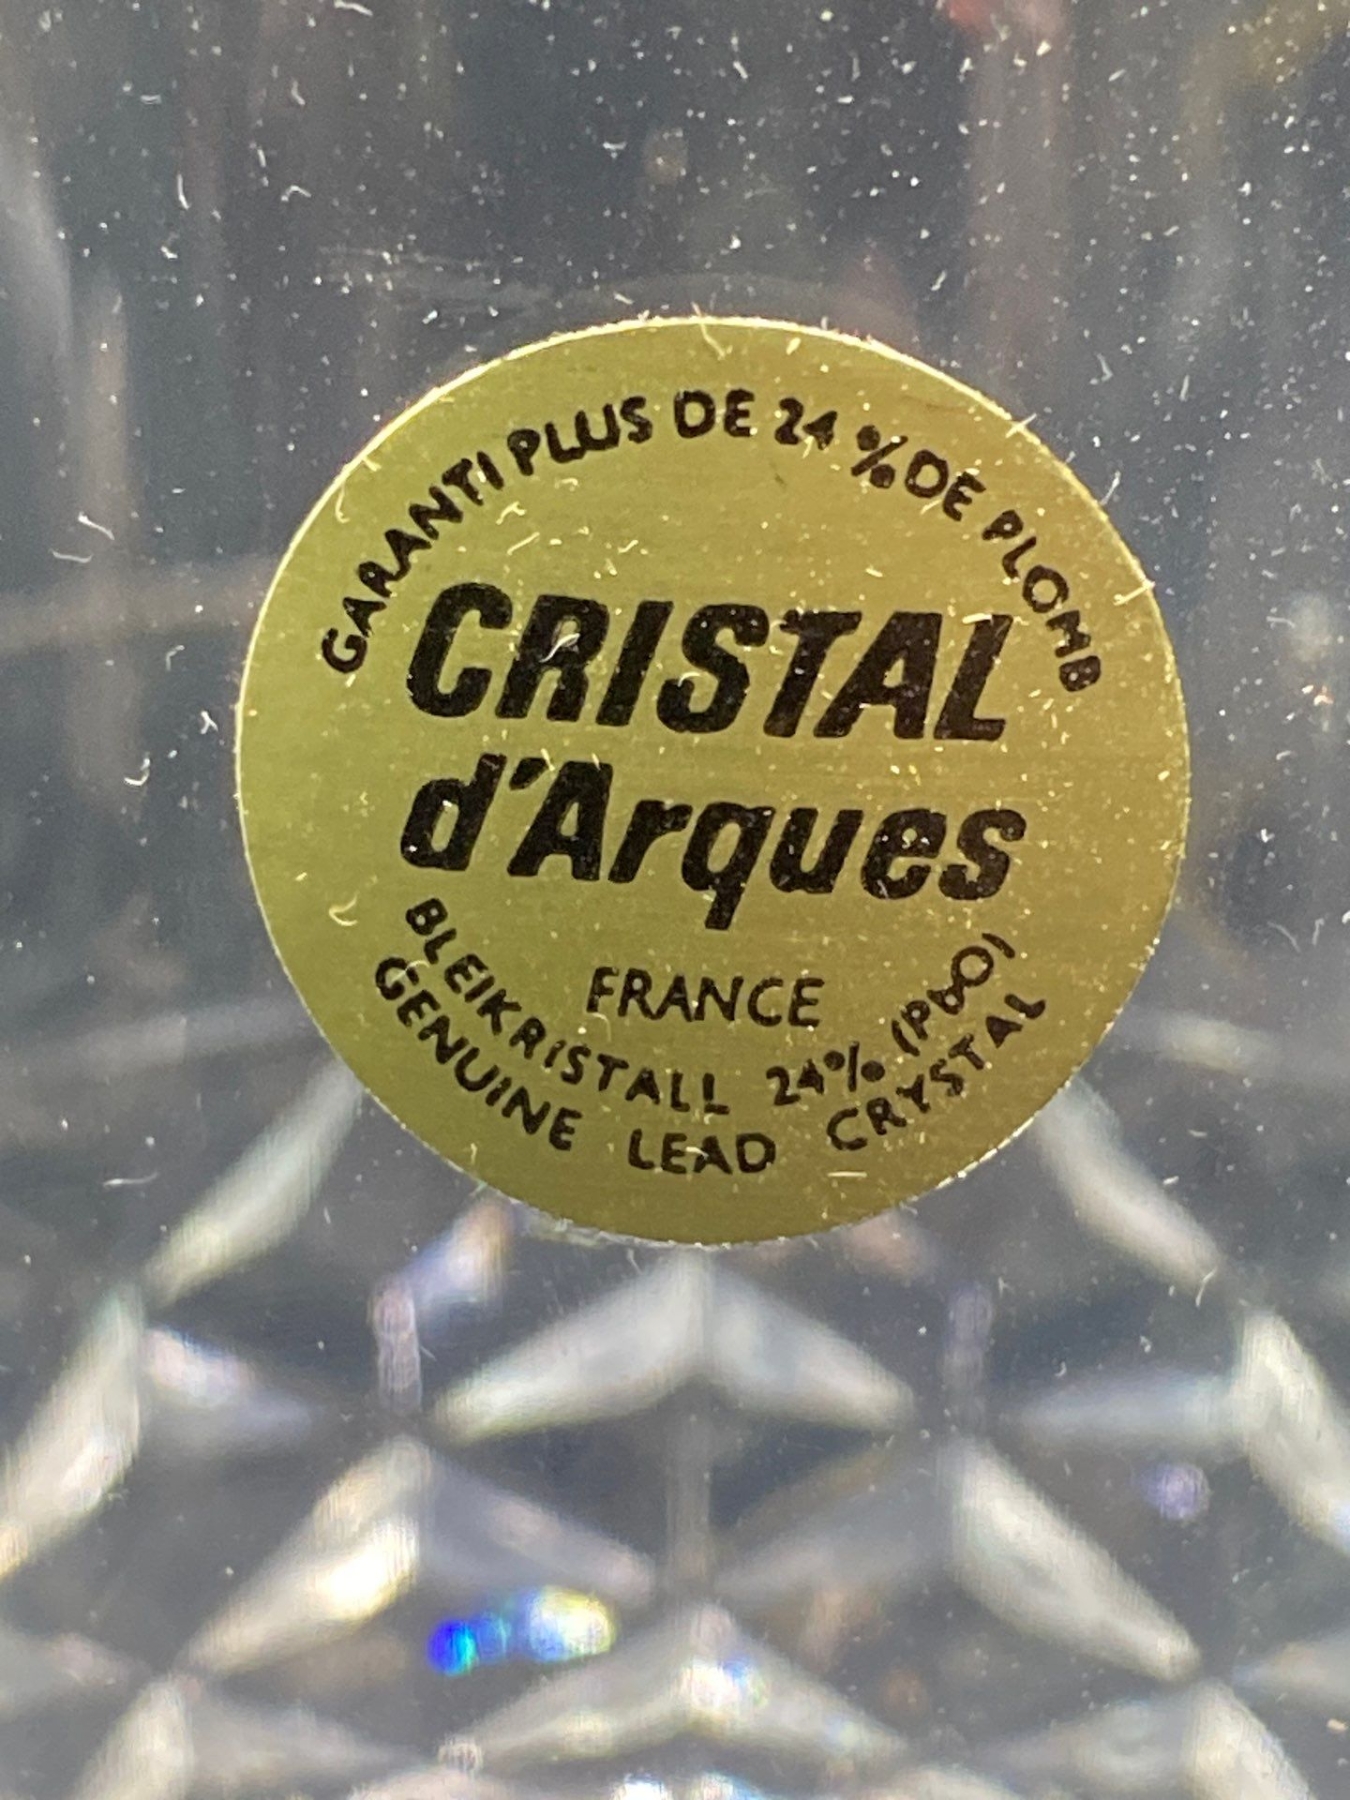 GARANTI PLUS DE 24 % DE PLOMB
CRISTAL
d'Arques
FRANCE
BLEIKRISTALL 24% (PbO)
GENUINE LEAD CRYSTAL